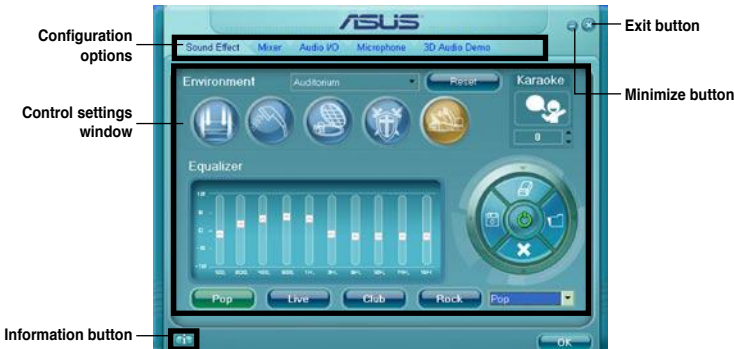 ASUS
Exit button
Configuration options
Sound Effect Mixer Audio I/O Microphone 3D Audio Demo
Minimize button
Environment Auditorium Reset Karaoke
Control settings window
0
Equalizer
Pop Live Club Rock Pop
Information button
OK